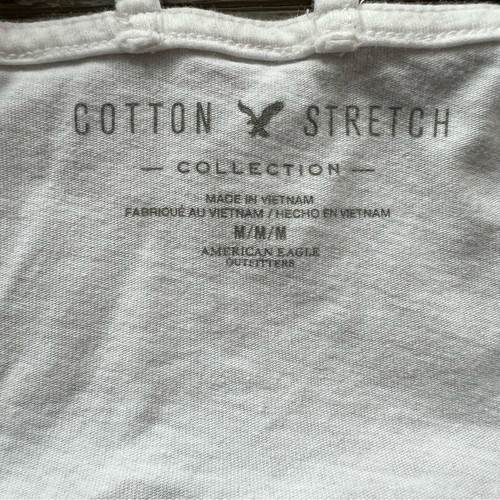 COTTON STRETCH
— COLLECTION —
MADE IN VIETNAM
FABRIQUÉ AU VIETNAM / HECHO EN VIETNAM
M/M/M
AMERICAN EAGLE
OUTFITTERS